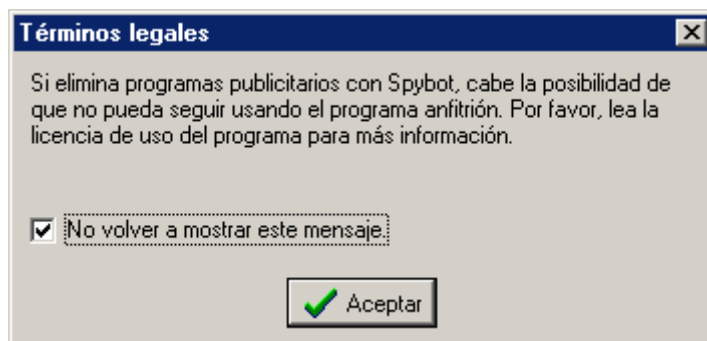 Términos legales
Si elimina programas publicitarios con Spybot, cabe la posibilidad de
que no pueda seguir usando el programa anfitrión. Por favor, lea la
licencia de uso del programa para más información.
No volver a mostrar este mensaje.
Aceptar